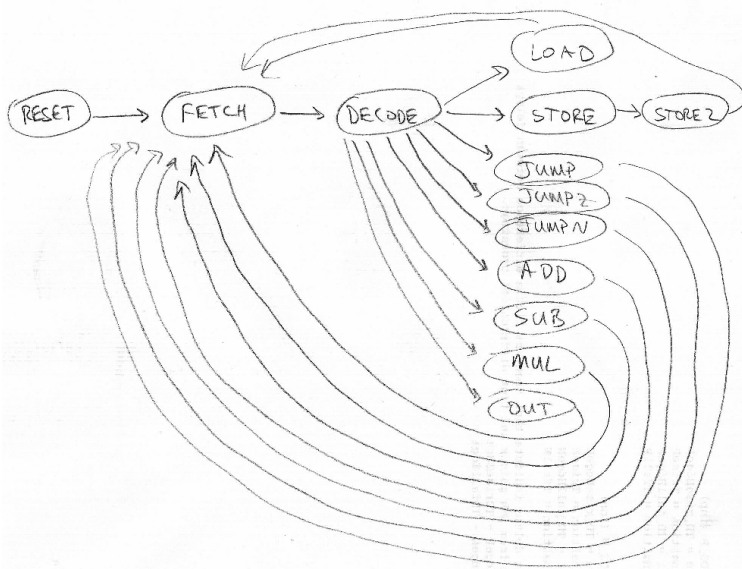 LOAD
RESET
FETCH
DECODE
STORE
STORE2
JUMP
JUMPZ
JUMPN
ADD
SUB
MUL
OUT